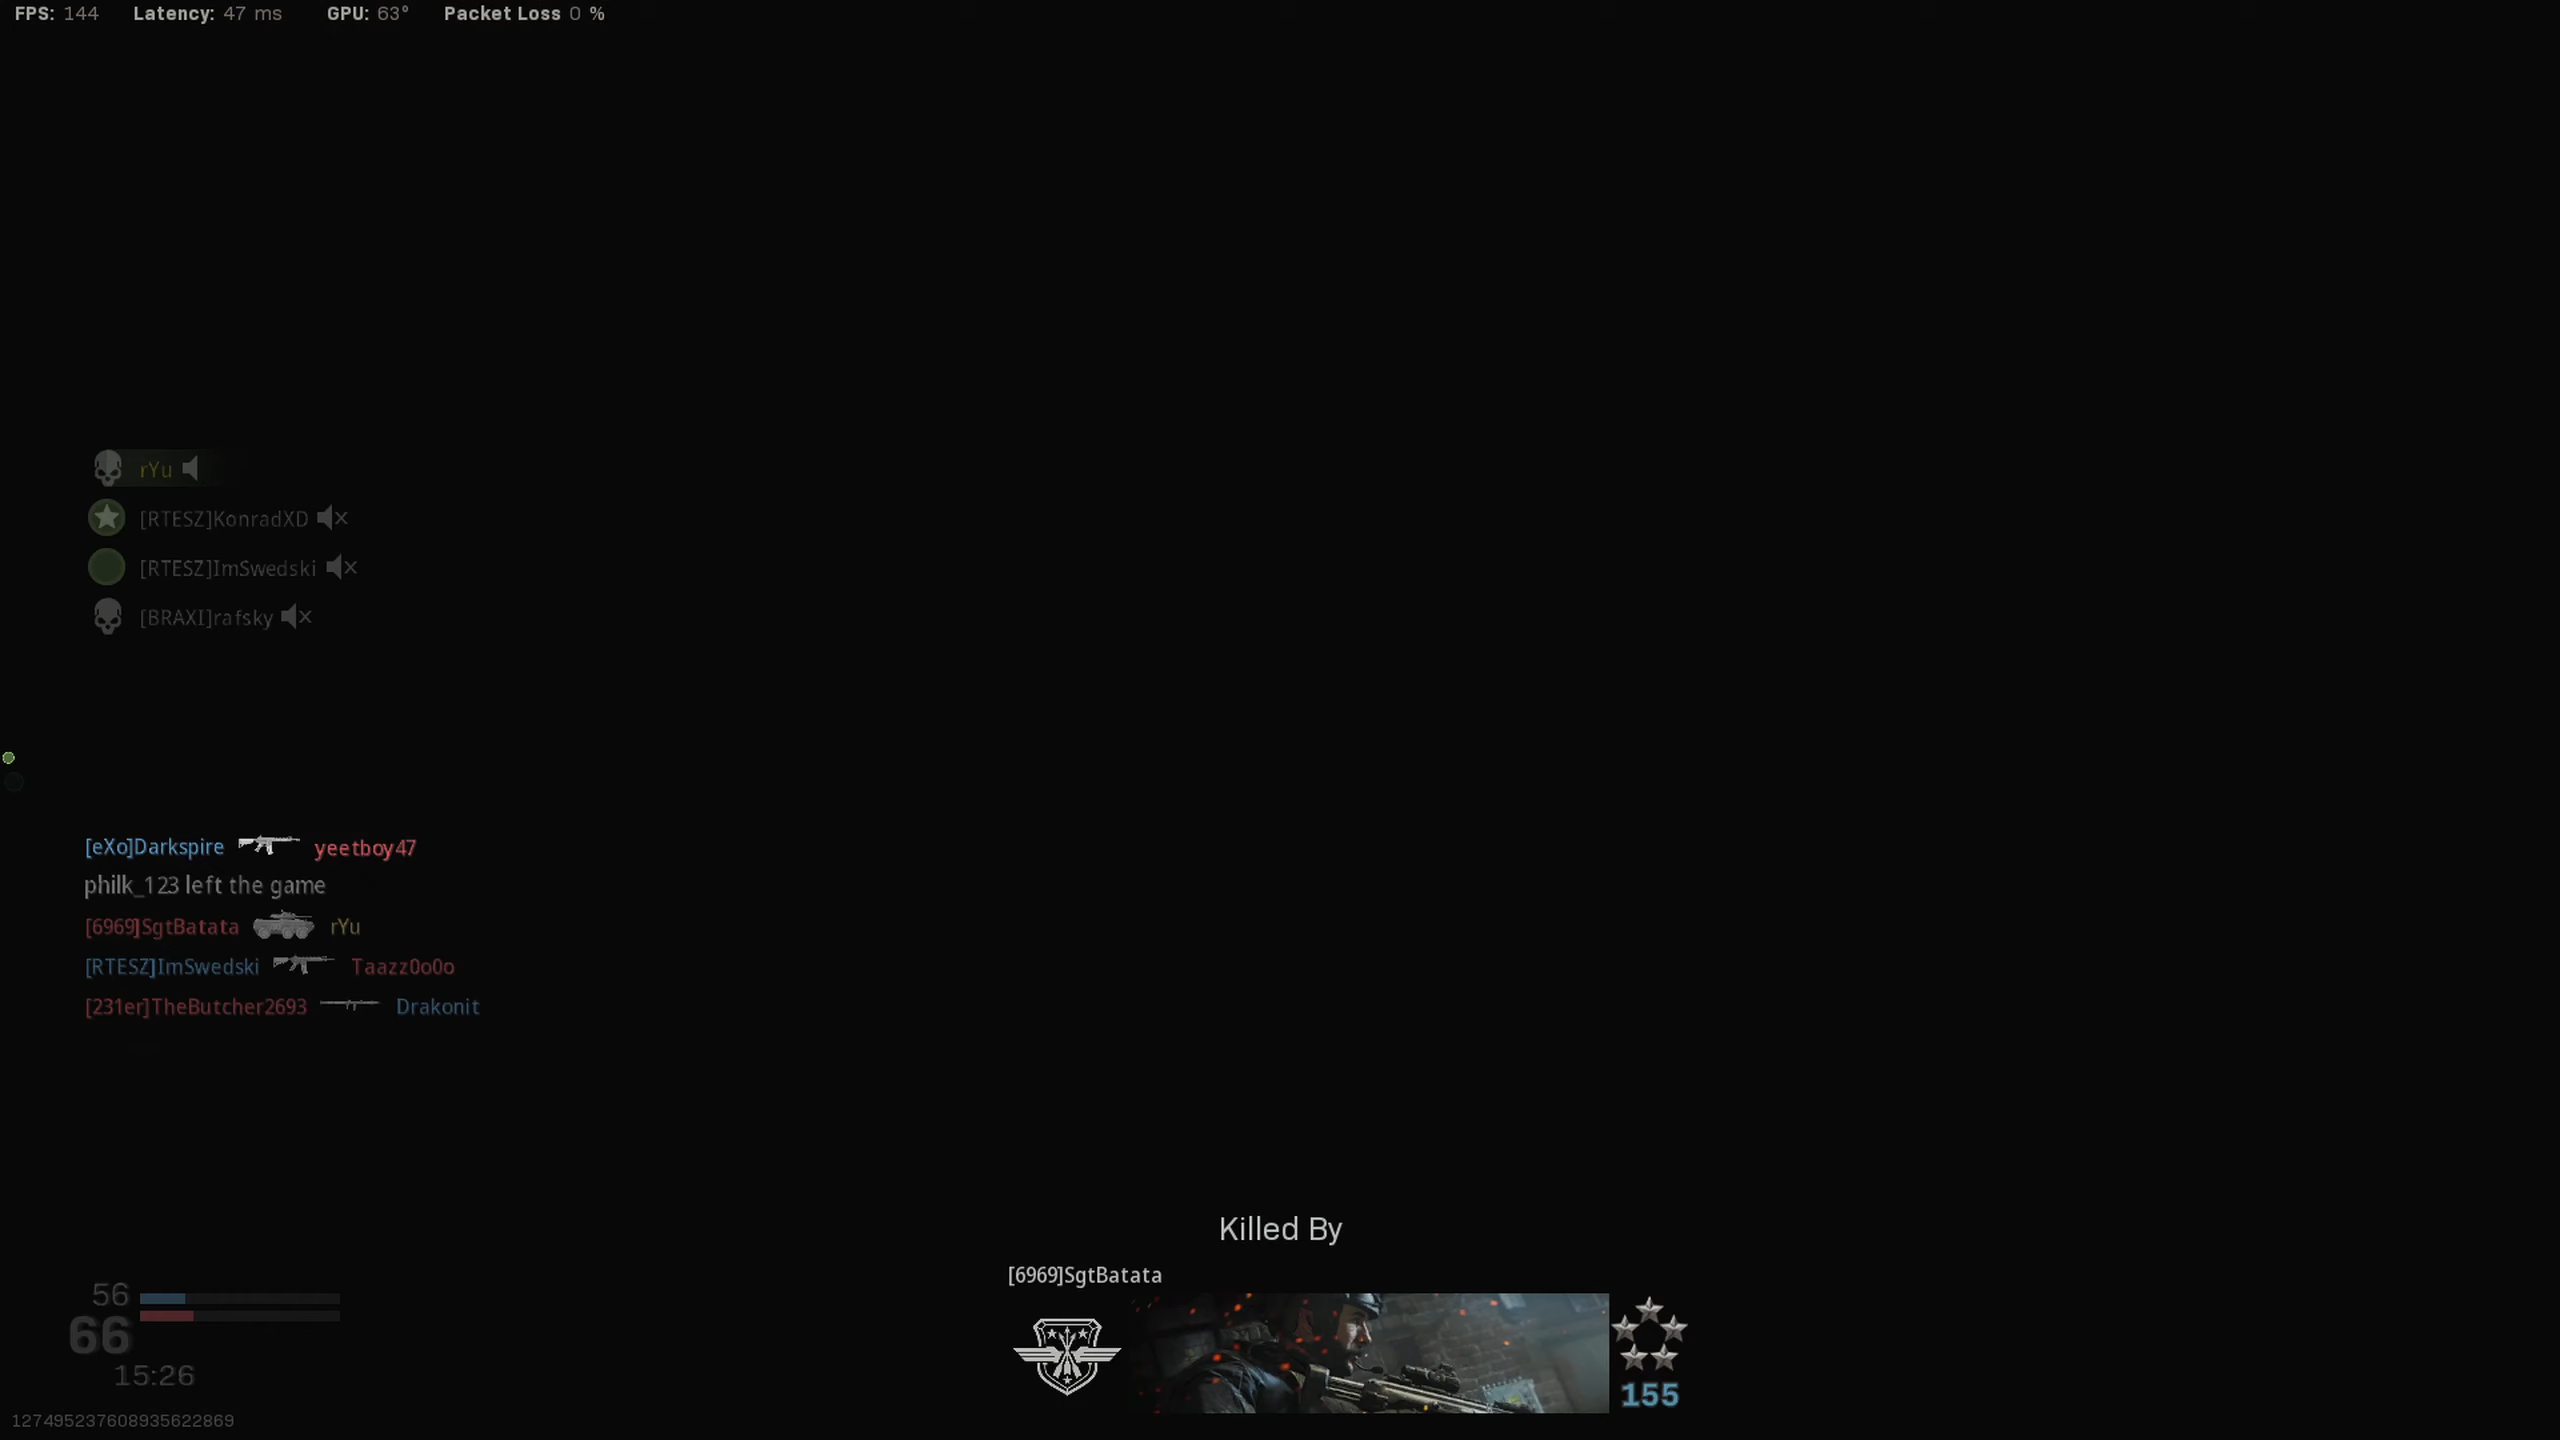 FPS: 144 Latency: 47 ms GPU: 63° Packet Loss 0 %
rYu
[RTESZ]KonradXD
[RTESZ]ImSwedski
[BRAXI]rafsky
[eXo]Darkspire yeetboy47
philk_123 left the game
[6969]SgtBatata rYu
[RTESZ]ImSwedski Taazz0o0o
[231er]TheButcher2693 Drakonit
Killed By
[6969]SgtBatata
155
56
66
15:26
127495237608935622869